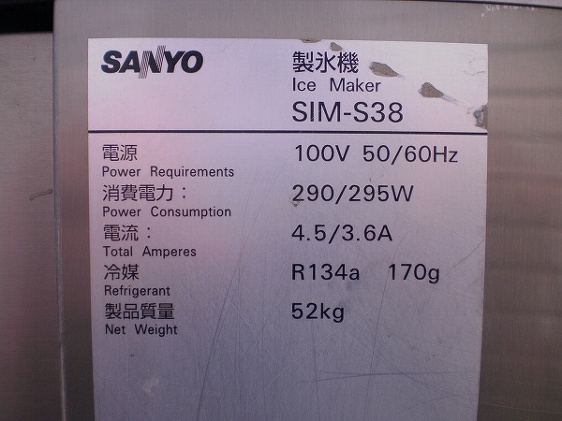 SANYO
製氷機
Ice Maker
SIM-S38
電源 100V 50/60Hz
Power Requirements
消費電力： 290/295W
Power Consumption
電流： 4.5/3.6A
Total Amperes
冷媒 R134a 170g
Refrigerant
製品質量 52kg
Net Weight